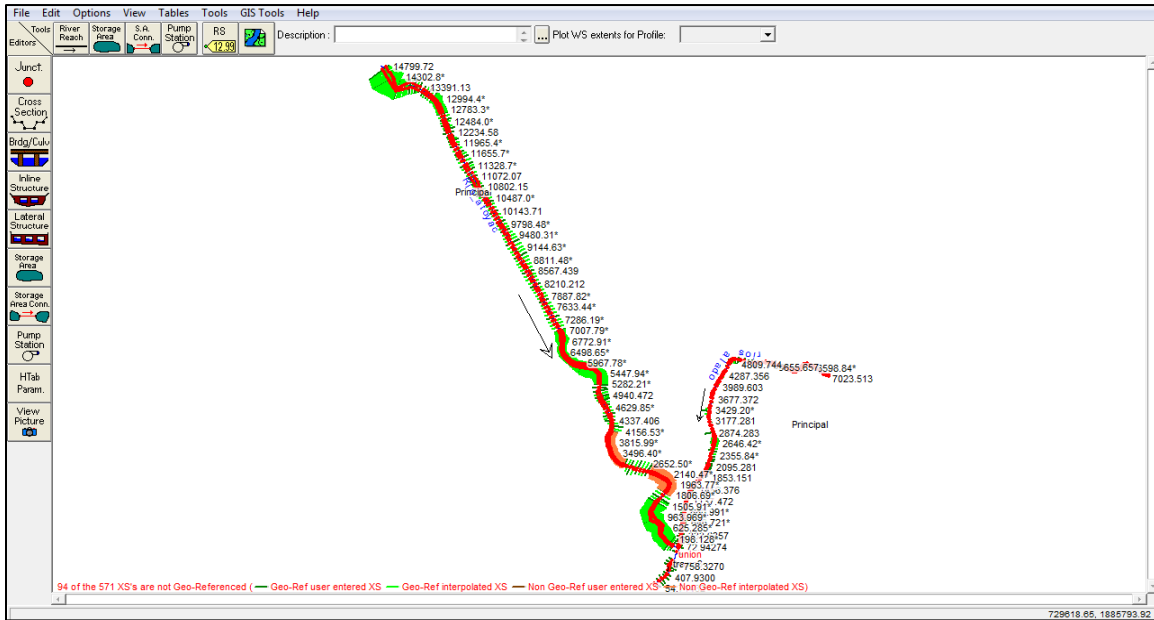 File Edit Options View Tables Tools GIS Tools Help
Tools
Editors
River
Reach
Storage
Area
S.A.
Conn.
Pump
Station
RS
12.99
Description :
...
Plot WS extents for Profile:
Junct.
Cross
Section
Brdg/Culv
Inline
Structure
Lateral
Structure
Storage
Area
Storage
Area Conn.
Pump
Station
HTab
Param.
View
Picture
14799.72
14302.8*
13391.13
12994.4*
12783.3*
12484.0*
12234.58
11965.4*
11655.7*
11328.7*
11072.07
10802.15
Principal
10487.0*
10143.71
9798.48*
9480.31*
9144.63*
8811.48*
8567.439
8210.212
7887.82*
7633.44*
7286.19*
7007.79*
6772.91*
6498.65*
5967.78*
5447.94*
5282.21*
4940.472
4629.85*
4337.406
4156.53*
3815.99*
3496.40*
2652.50*
2140.47*
1963.77*
1806.69*
1505.91*
963.969*
625.285*
198.128*
72.94274
4809.744
7023.513
4287.356
3989.603
3677.372
3429.20*
3177.281
Principal
2874.283
2646.42*
2355.84*
2095.281
1853.151
union
758.3270
407.9300
94 of the 571 XS's are not Geo-Referenced ( Geo-Ref user entered XS Geo-Ref interpolated XS Non Geo-Ref user entered XS Non Geo-Ref interpolated XS)
729618.65, 1885793.92